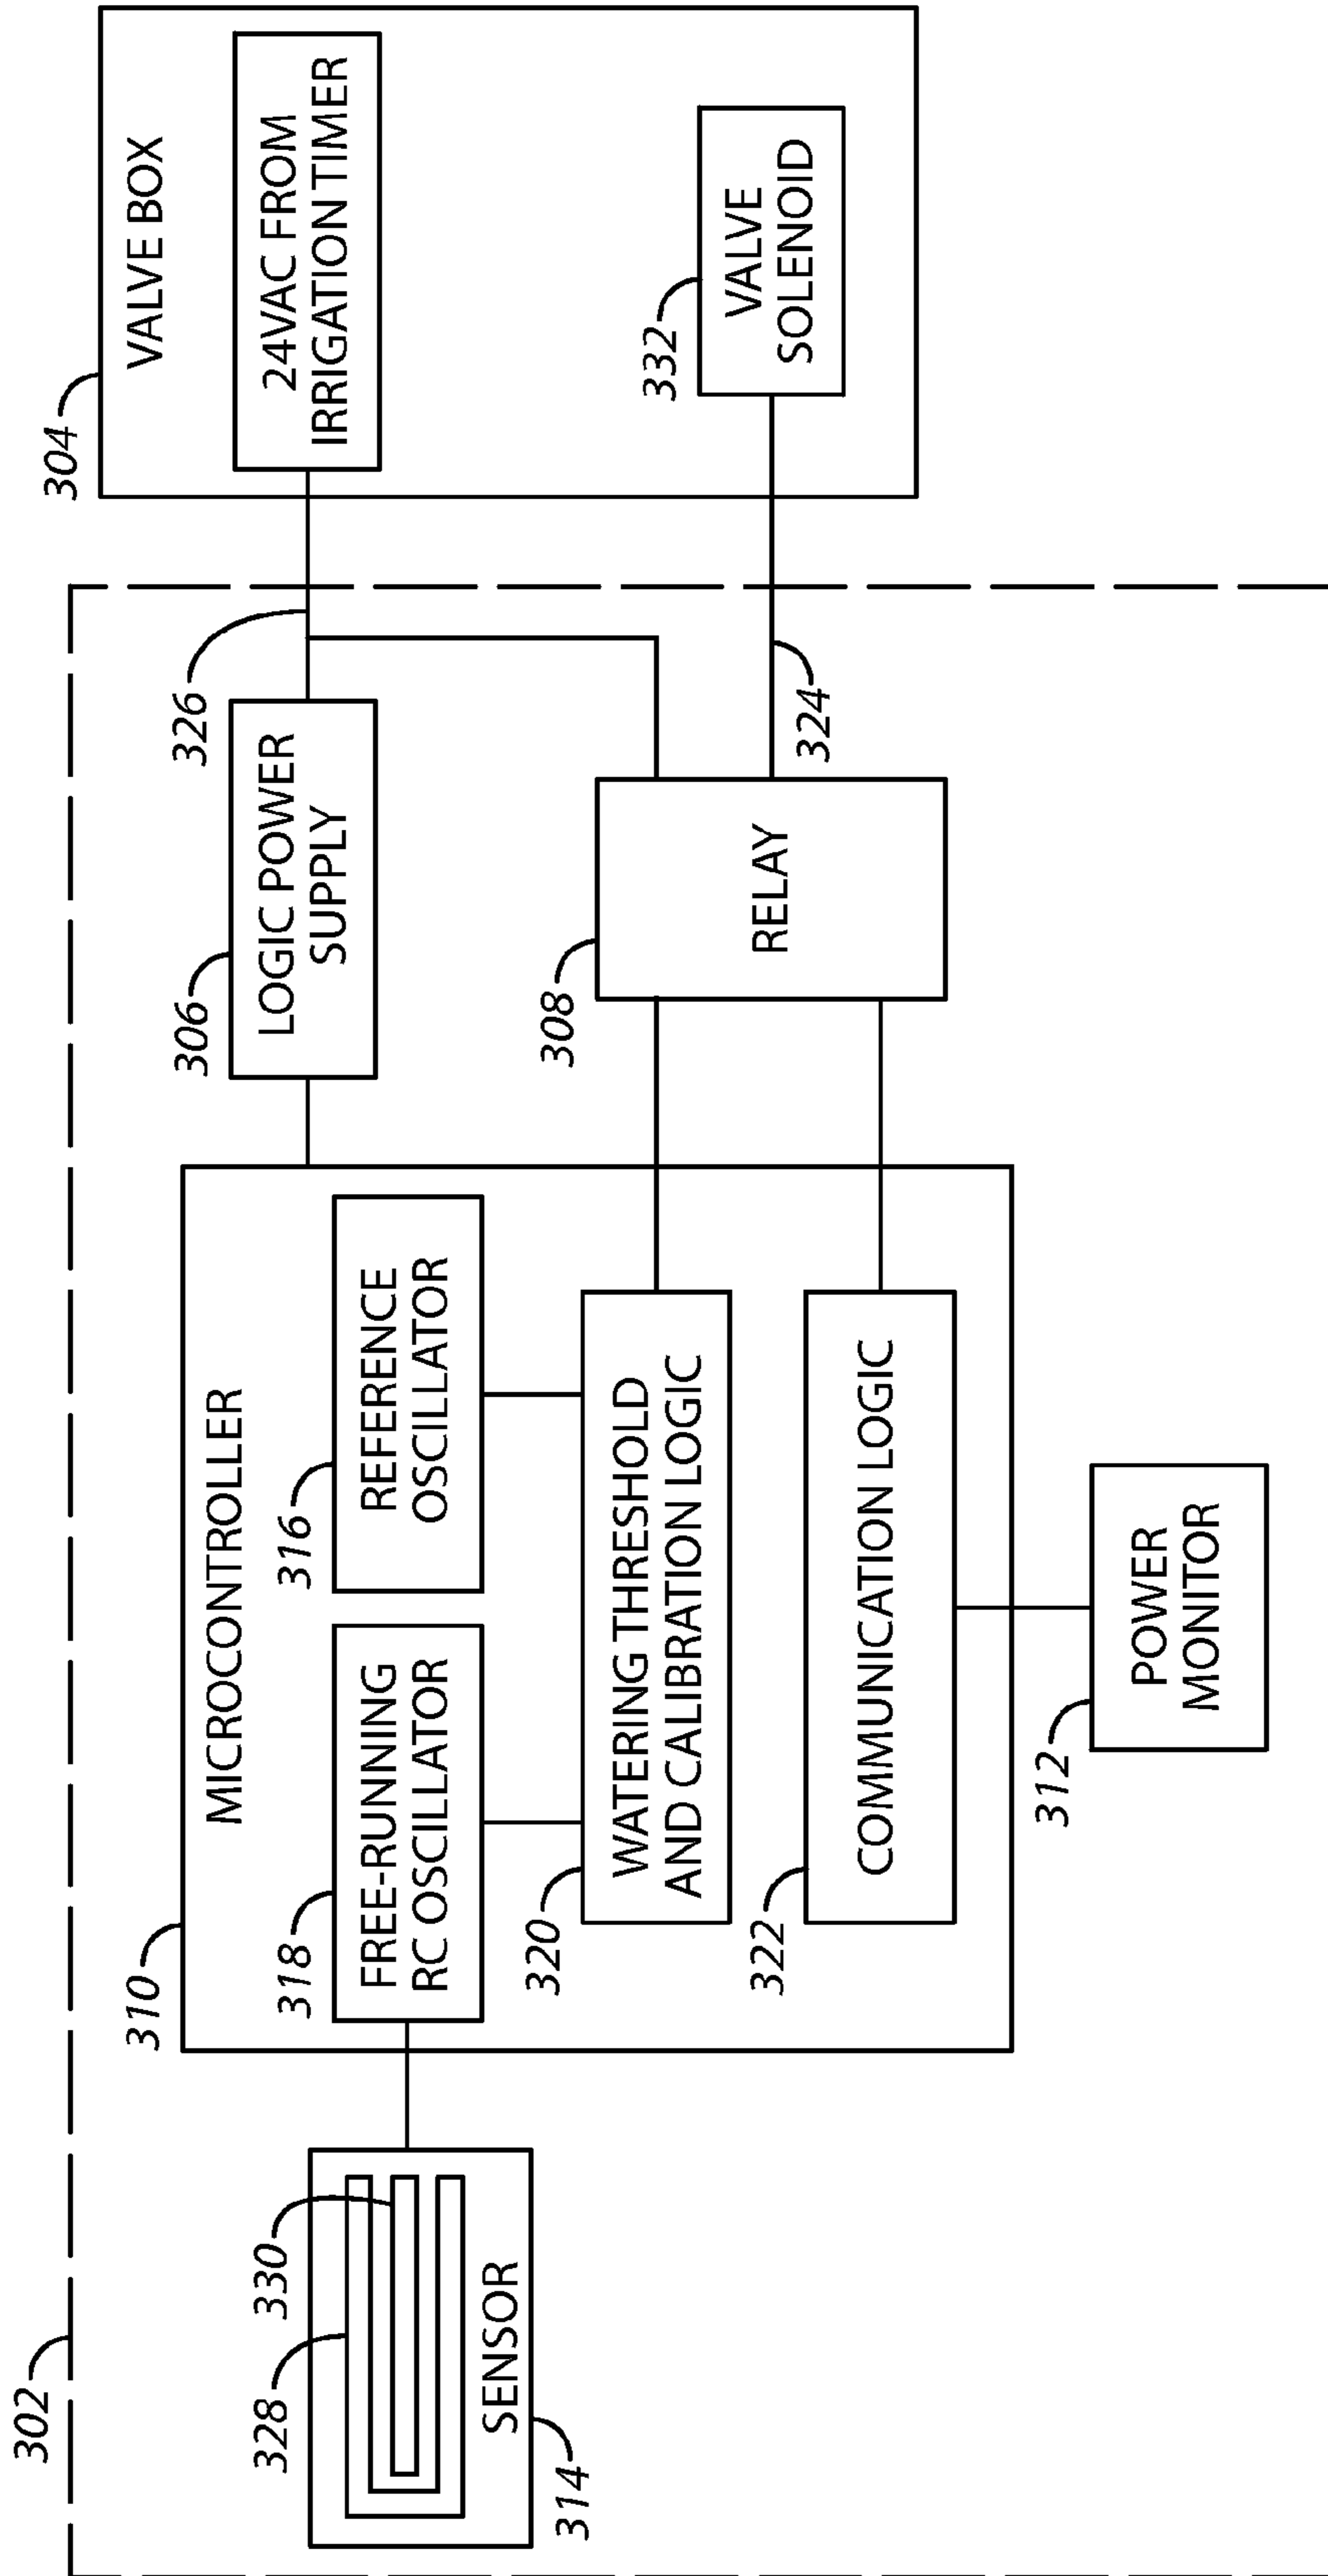 302
310
MICROCONTROLLER
304
VALVE BOX
306
LOGIC POWER
SUPPLY
326
24VAC FROM
IRRIGATION TIMER
328
330
SENSOR
314
318
FREE-RUNNING
RC OSCILLATOR
316
REFERENCE
OSCILLATOR
320
WATERING THRESHOLD
AND CALIBRATION LOGIC
322
COMMUNICATION LOGIC
308
RELAY
324
332
VALVE
SOLENOID
312
POWER
MONITOR